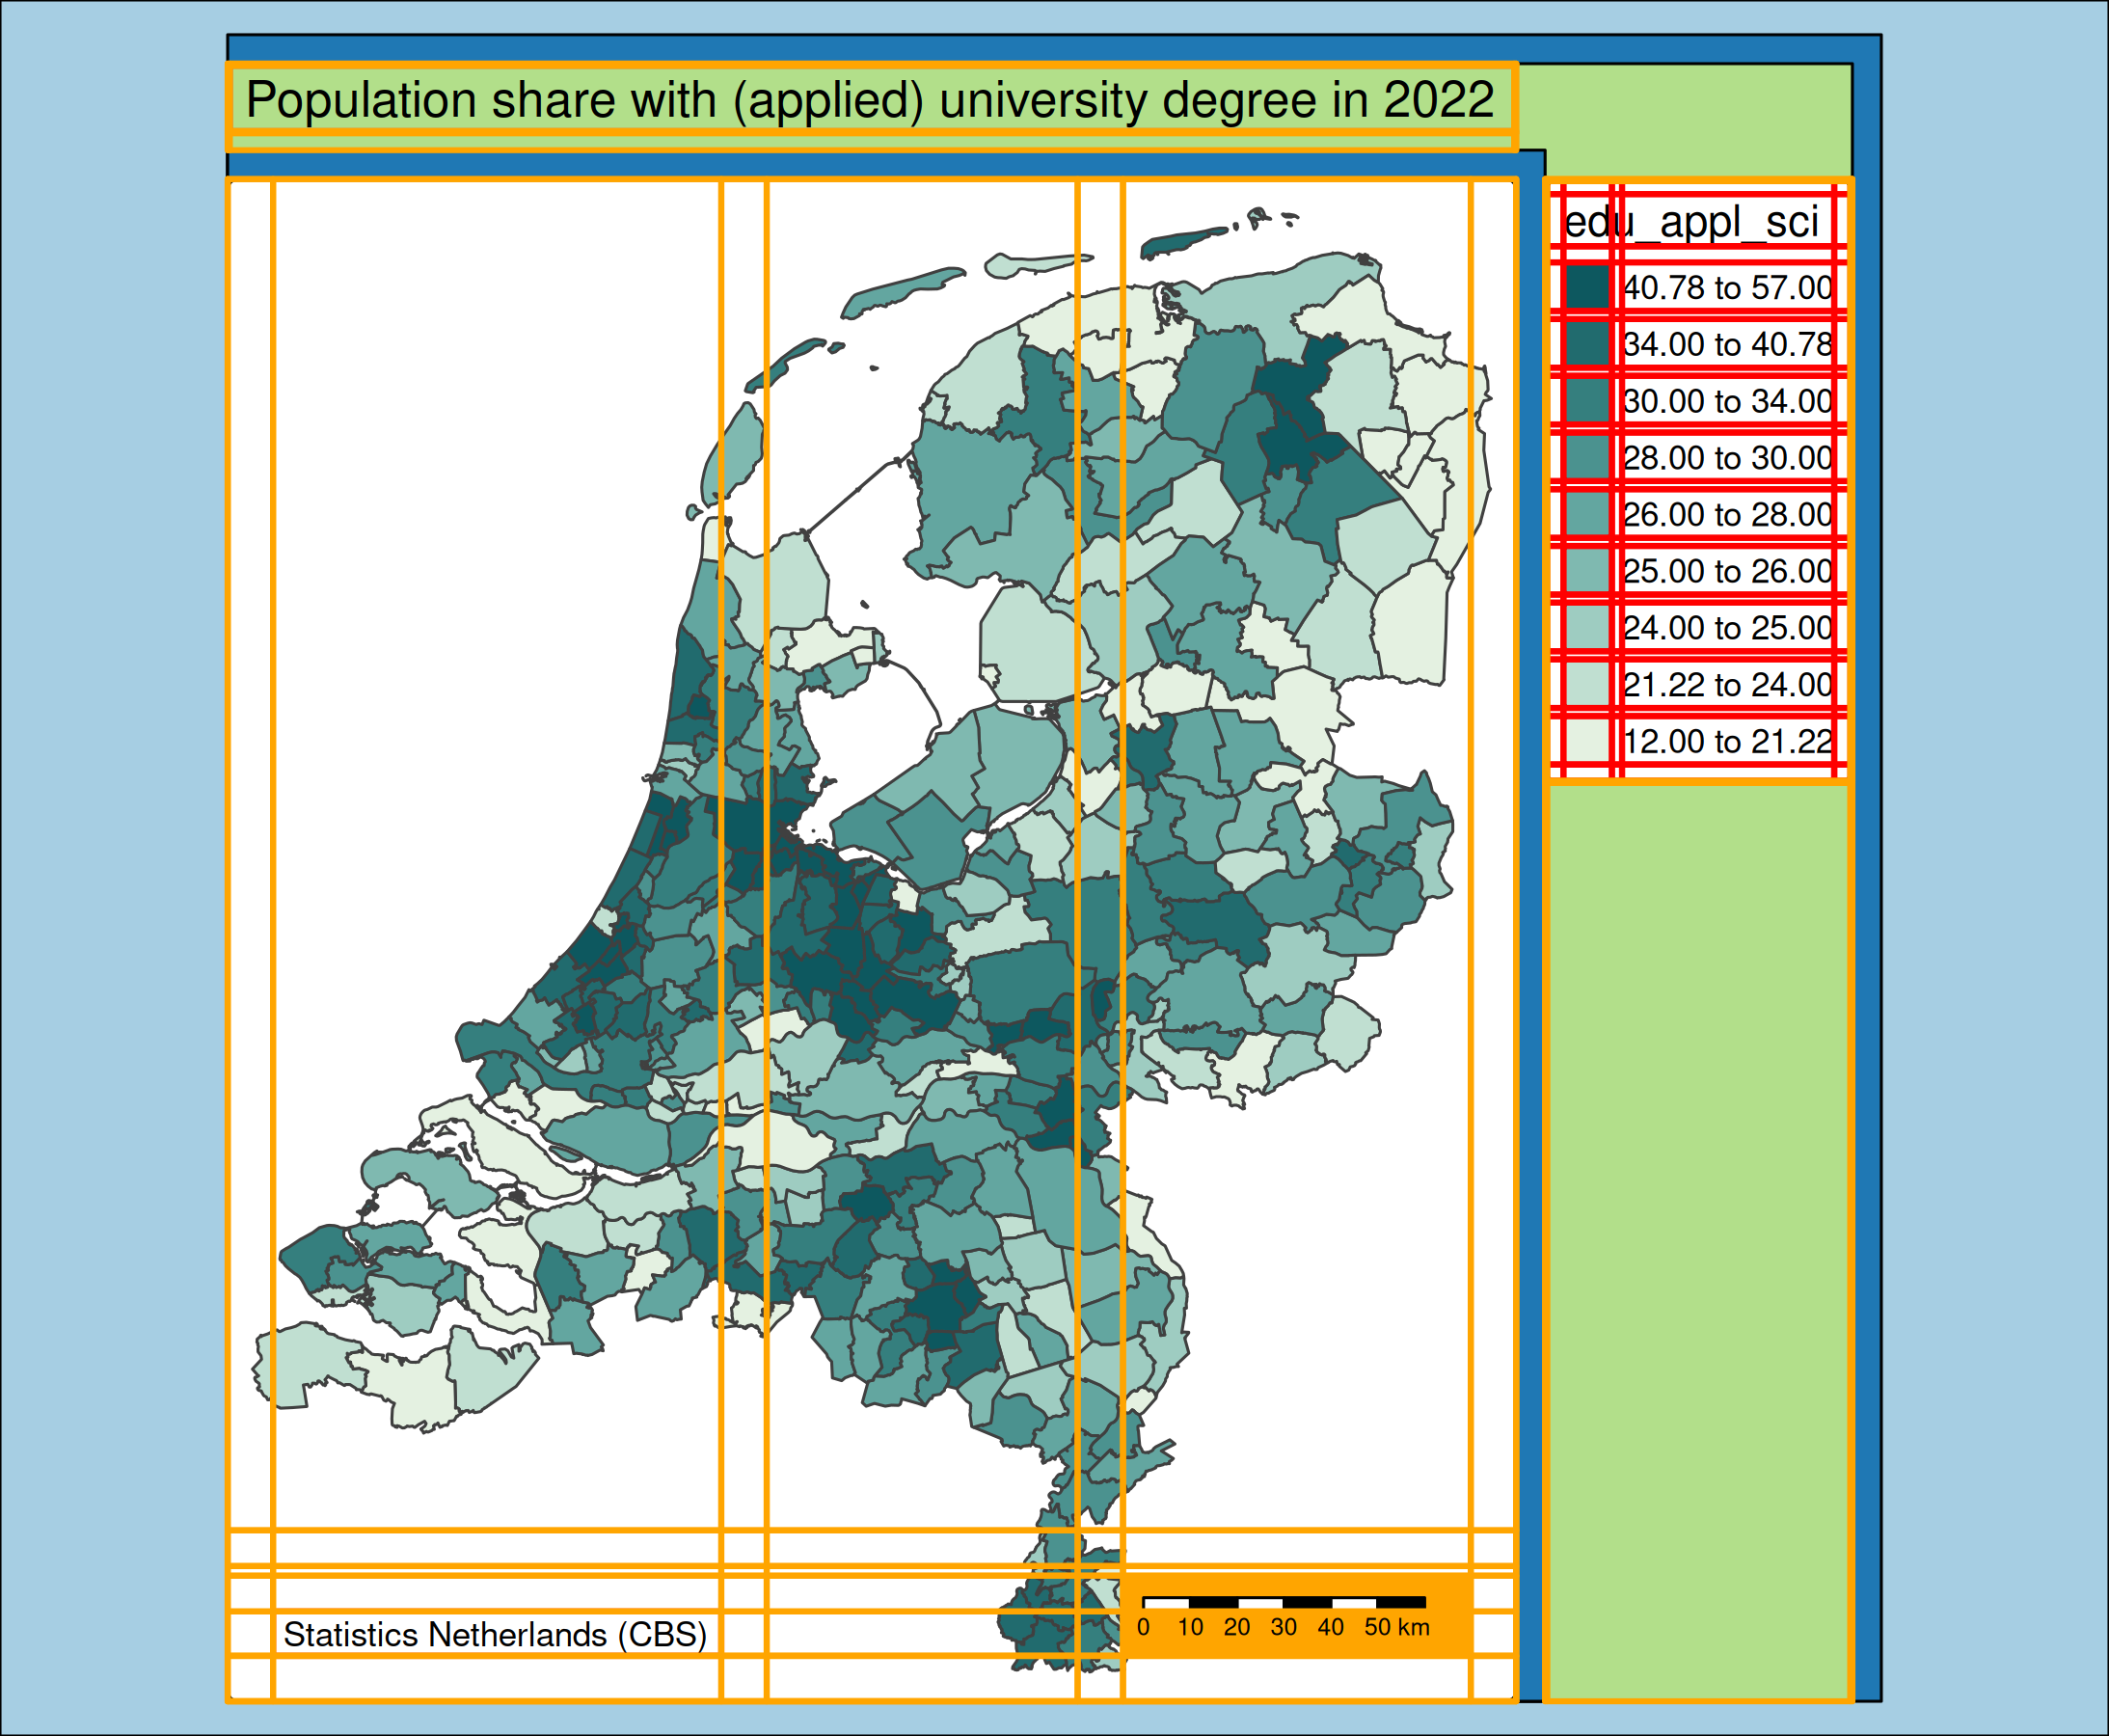 Population share with (applied) university degree in 2022
edu_appl_sci
40.78 to 57.00
34.00 to 40.78
30.00 to 34.00
28.00 to 30.00
26.00 to 28.00
25.00 to 26.00
24.00 to 25.00
21.22 to 24.00
12.00 to 21.22
Statistics Netherlands (CBS)
0 10 20 30 40 50 km